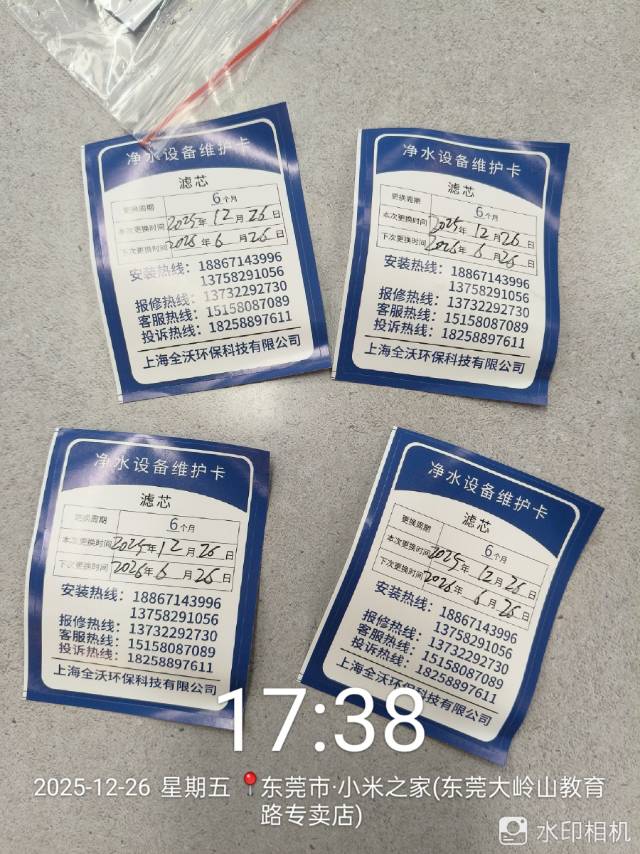 净水设备维护卡
滤芯
更换周期 6个月
本次更换时间 2025年 12月 26日
下次更换时间 2026年 6月 26日
安装热线：18867143996
13758291056
报修热线：13732292730
客服热线：15158087089
投诉热线：18258897611
上海全沃环保科技有限公司
净水设备维护卡
滤芯
更换周期 6个月
本次更换时间 2025年 12月 26日
下次更换时间 2026年 6月 26日
安装热线：18867143996
13758291056
报修热线：13732292730
客服热线：15158087089
投诉热线：18258897611
上海全沃环保科技有限公司
净水设备维护卡
滤芯
更换周期 6个月
本次更换时间 2025年 12月 26日
下次更换时间 2026年 6月 26日
安装热线：18867143996
13758291056
报修热线：13732292730
客服热线：15158087089
投诉热线：18258897611
上海全沃环保科技有限公司
净水设备维护卡
滤芯
更换周期 6个月
本次更换时间 2025年 12月 26日
下次更换时间 2026年 6月 26日
安装热线：18867143996
13758291056
报修热线：13732292730
客服热线：15158087089
投诉热线：18258897611
上海全沃环保科技有限公司
17:38
2025-12-26 星期五 东莞市·小米之家(东莞大岭山教育
路专卖店)
水印相机